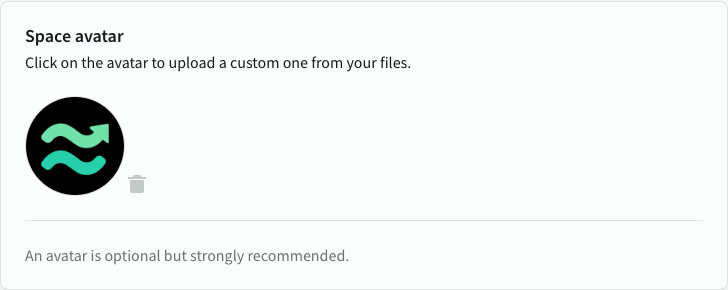 Space avatar
Click on the avatar to upload a custom one from your files.
An avatar is optional but strongly recommended.